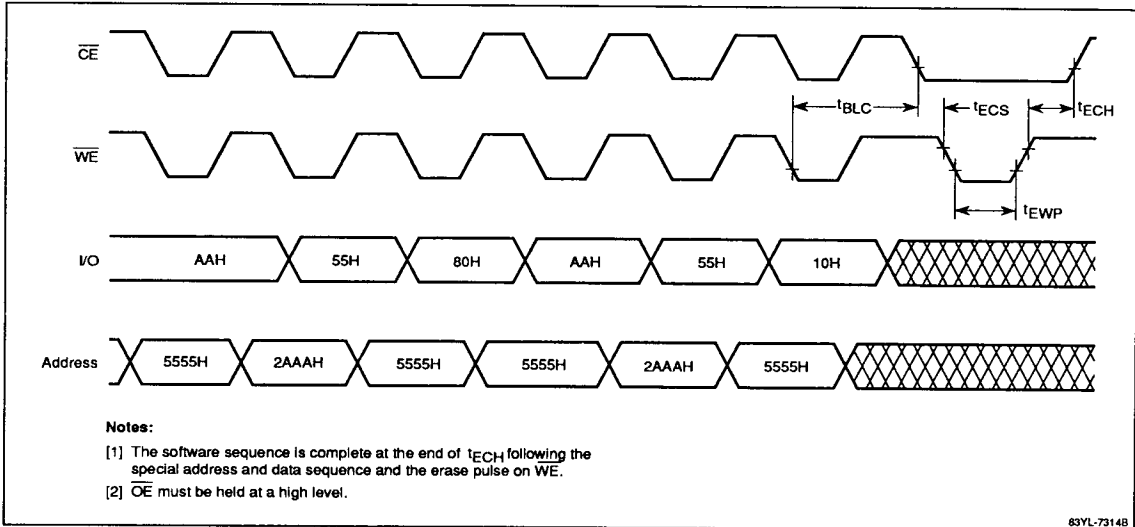 CE
tBLC
tECS
tECH
WE
tEWP
I/O
AAH
55H
80H
AAH
55H
10H
Address
5555H
2AAAH
5555H
5555H
2AAAH
5555H
Notes:
[1] The software sequence is complete at the end of tECH following the
special address and data sequence and the erase pulse on WE.
[2] OE must be held at a high level.
83YL-7314B